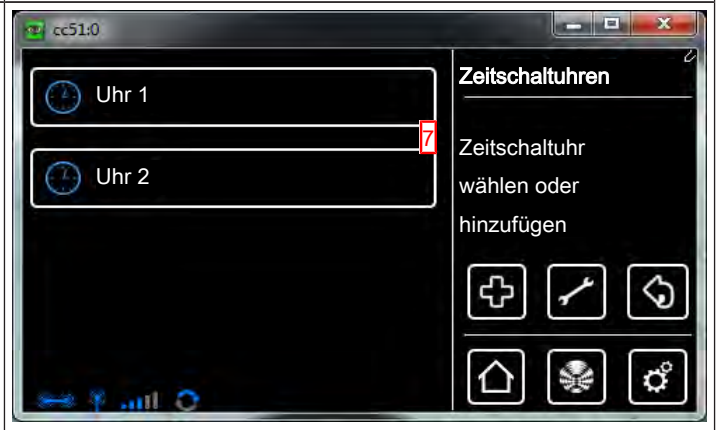 cc51:0
Uhr 1
7
Uhr 2
Zeitschaltuhren
Zeitschaltuhr
wählen oder
hinzufügen